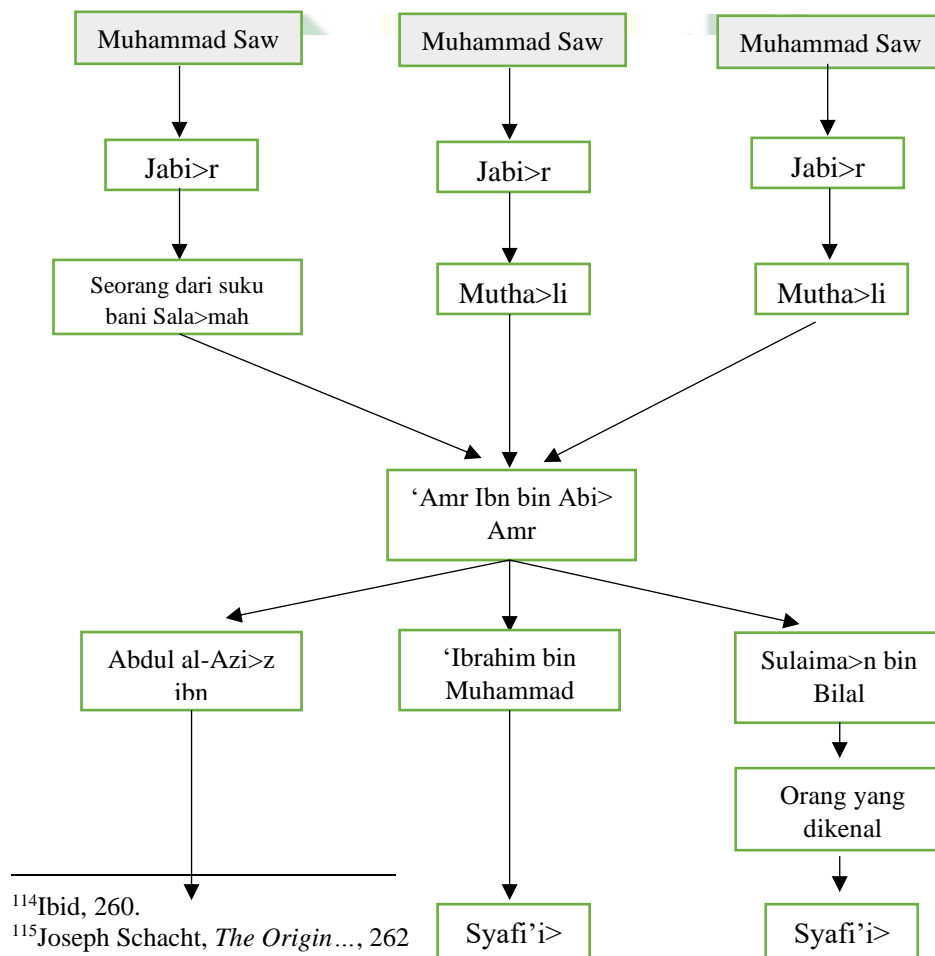 Muhammad Saw
Muhammad Saw
Muhammad Saw
Jabi>r
Jabi>r
Jabi>r
Seorang dari suku
bani Sala>mah
Mutha>li
Mutha>li
‘Amr Ibn bin Abi>
Amr
Abdul al-Azi>z
ibn
‘Ibrahim bin
Muhammad
Sulaima>n bin
Bilal
Orang yang
dikenal
Syafi’i>
Syafi’i>
114Ibid, 260.
115Joseph Schacht, The Origin…, 262